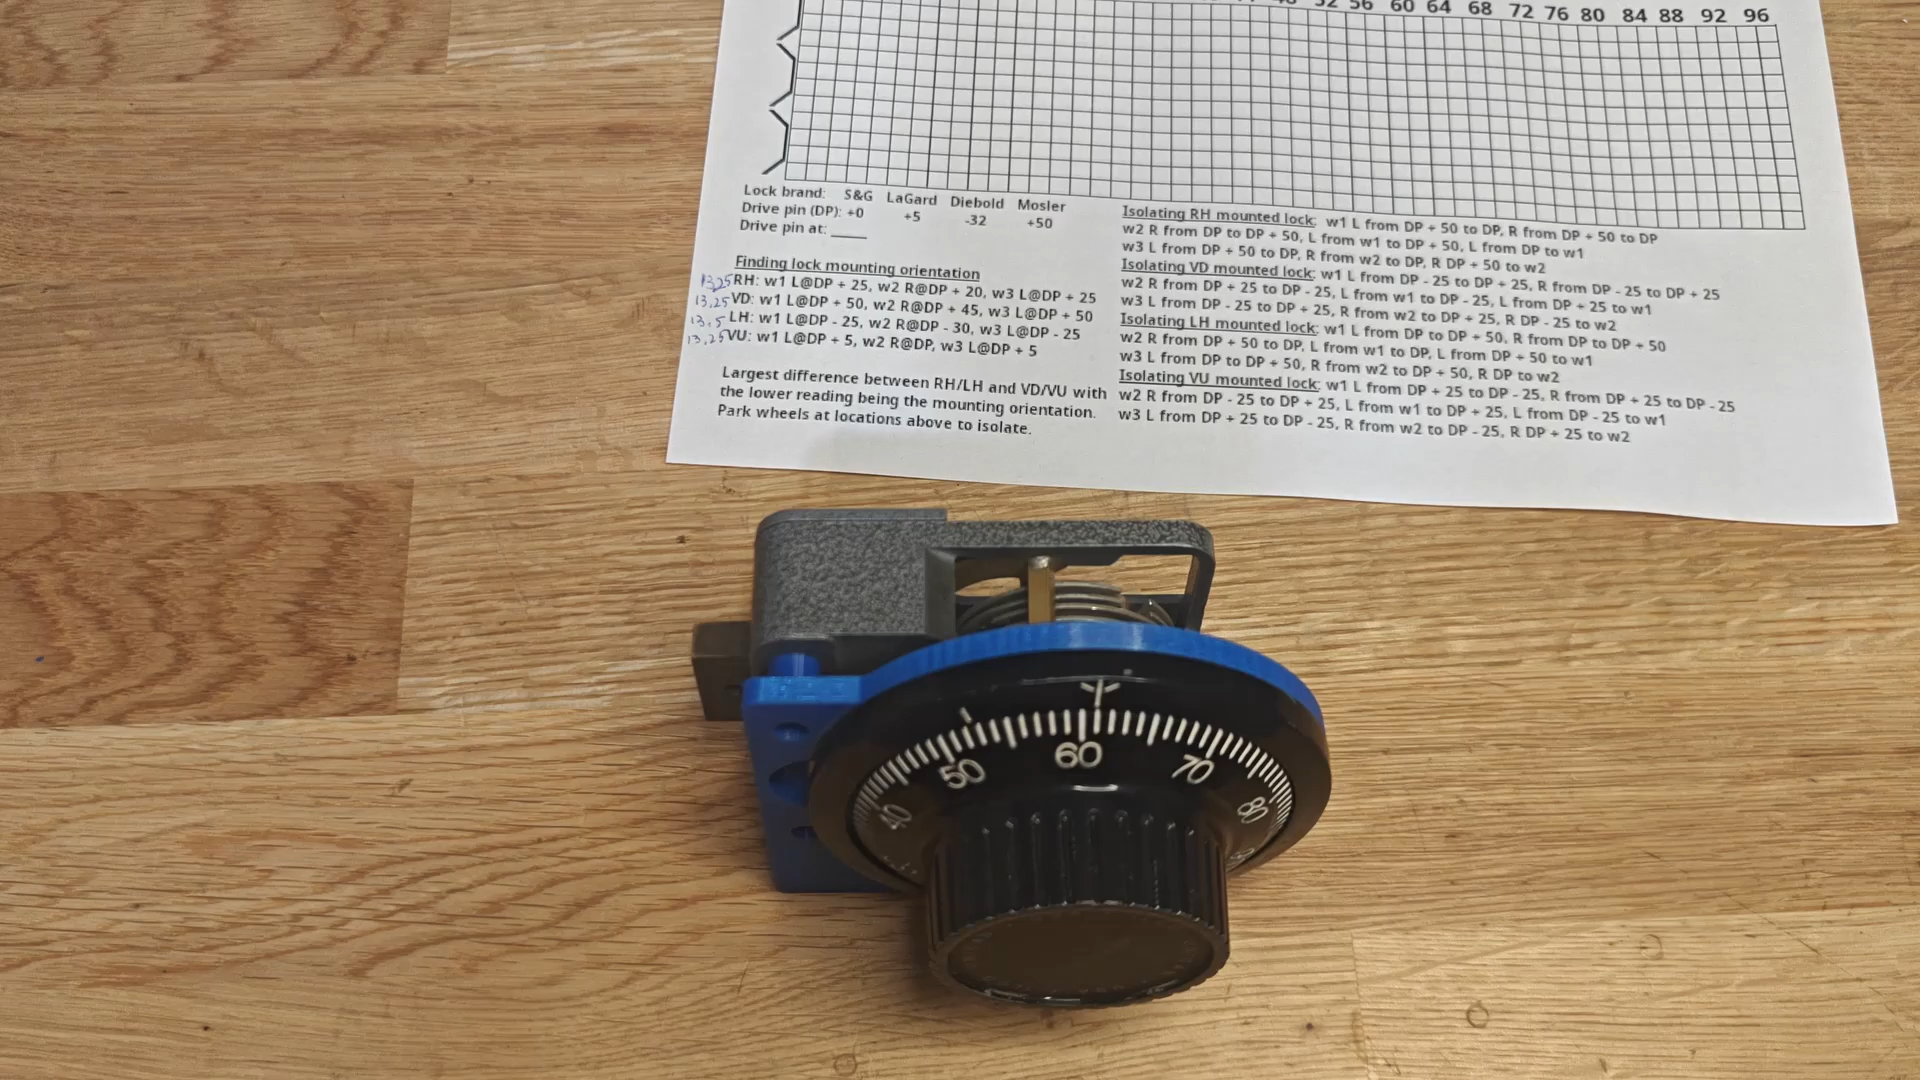 52 56 60 64 68 72 76 80 84 88 92 96
Lock brand: S&G LaGard Diebold Mosler
Drive pin (DP): +0 +5 -32 +50
Drive pin at: ____
Finding lock mounting orientation
13,25 RH: w1 L@DP + 25, w2 R@DP + 20, w3 L@DP + 25
13,25 VD: w1 L@DP + 50, w2 R@DP + 45, w3 L@DP + 50
13,5 LH: w1 L@DP - 25, w2 R@DP - 30, w3 L@DP - 25
13,25 VU: w1 L@DP + 5, w2 R@DP, w3 L@DP + 5
Largest difference between RH/LH and VD/VU with
the lower reading being the mounting orientation.
Park wheels at locations above to isolate.
Isolating RH mounted lock: w1 L from DP + 50 to DP, R from DP + 50 to DP
w2 R from DP to DP + 50, L from w1 to DP + 50, L from DP to w1
w3 L from DP + 50 to DP, R from w2 to DP, R DP + 50 to w2
Isolating VD mounted lock: w1 L from DP - 25 to DP + 25, R from DP - 25 to DP + 25
w2 R from DP + 25 to DP - 25, L from w1 to DP - 25, L from DP + 25 to w1
w3 L from DP - 25 to DP + 25, R from w2 to DP + 25, R DP - 25 to w2
Isolating LH mounted lock: w1 L from DP to DP + 50, R from DP to DP + 50
w2 R from DP + 50 to DP, L from w1 to DP, L from DP + 50 to w1
w3 L from DP to DP + 50, R from w2 to DP + 50, R DP to w2
Isolating VU mounted lock: w1 L from DP + 25 to DP - 25, R from DP + 25 to DP - 25
w2 R from DP - 25 to DP + 25, L from w1 to DP + 25, L from DP - 25 to w1
w3 L from DP + 25 to DP - 25, R from w2 to DP - 25, R DP + 25 to w2
40 50 60 70 80